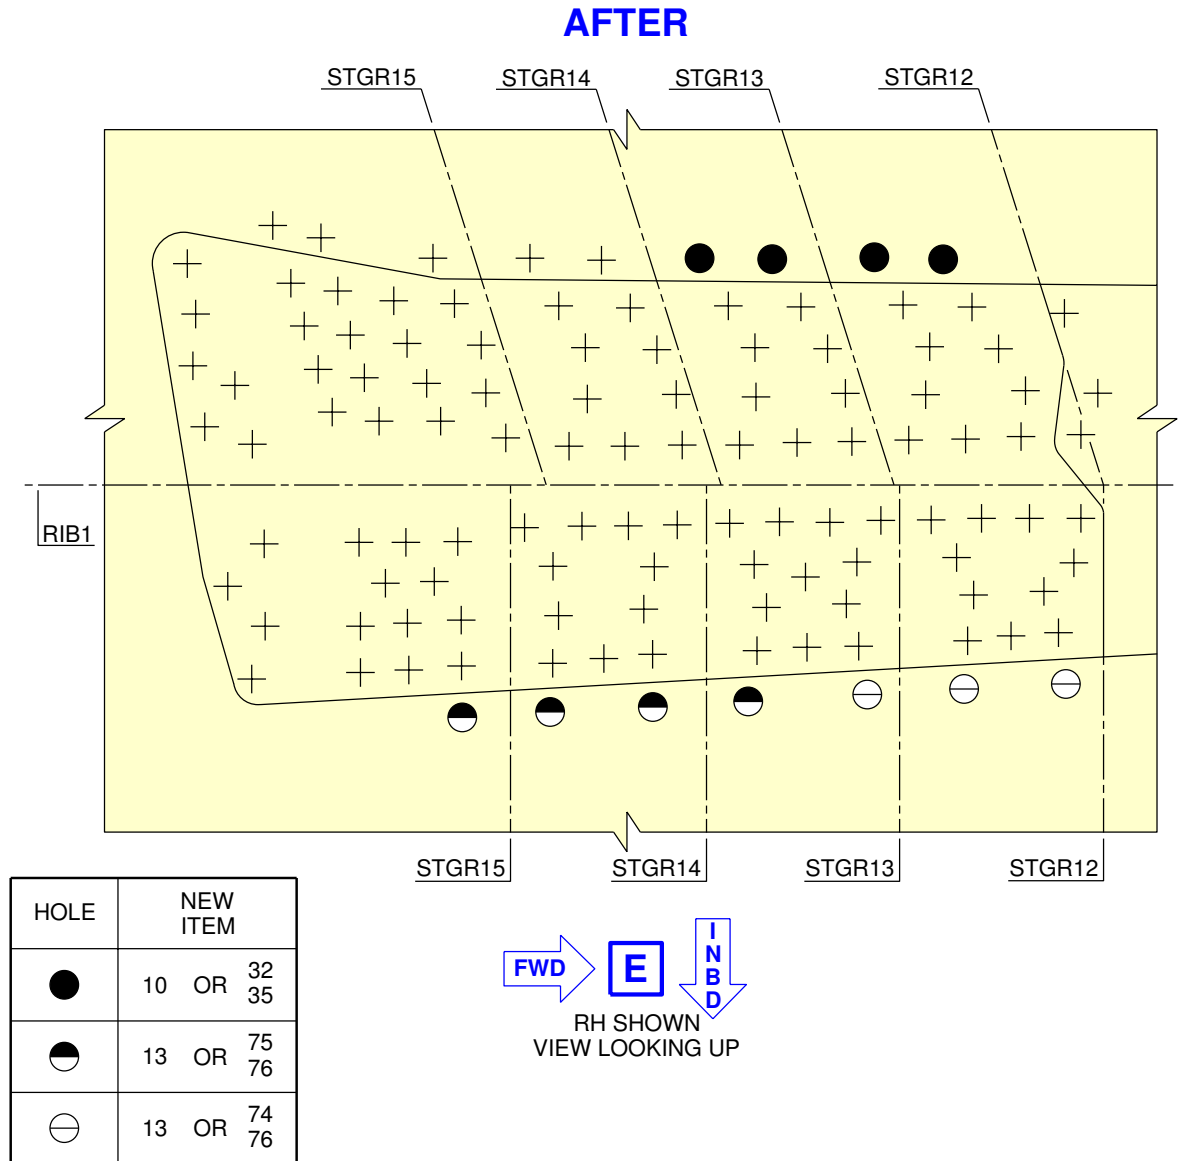 AFTER
STGR15
STGR14
STGR13
STGR12
RIB1
STGR15
STGR14
STGR13
STGR12
HOLE
NEW
ITEM
10 OR 32
35
13 OR 75
76
13 OR 74
76
FWD
E
INBD
RH SHOWN
VIEW LOOKING UP